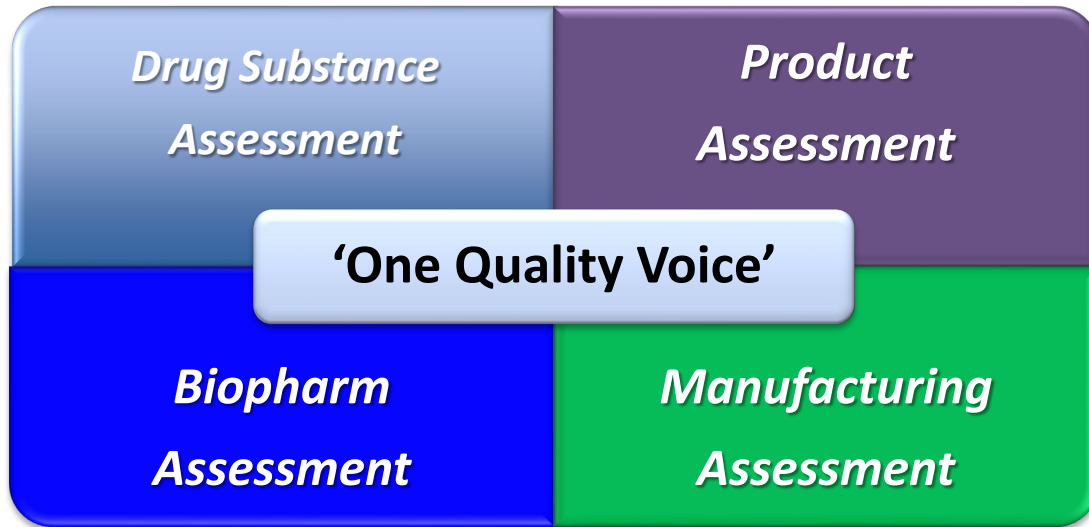 Drug Substance
Assessment
Product
Assessment
‘One Quality Voice’
Biopharm
Assessment
Manufacturing
Assessment